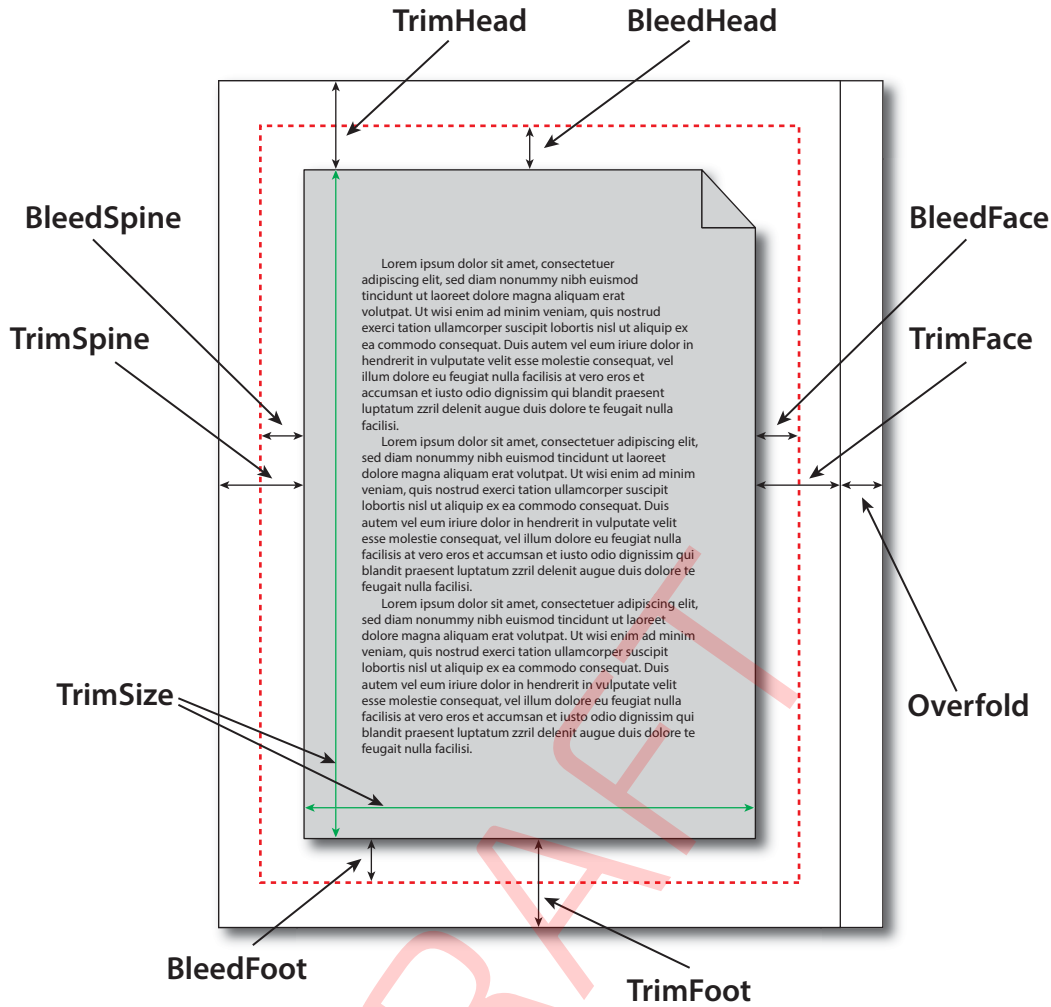 TrimHead
BleedHead
BleedSpine
BleedFace
TrimSpine
TrimFace
Lorem ipsum dolor sit amet, consectetuer
adipiscing elit, sed diam nonummy nibh euismod
tincidunt ut laoreet dolore magna aliquam erat
volutpat. Ut wisi enim ad minim veniam, quis nostrud
exerci tation ullamcorper suscipit lobortis nisl ut aliquip ex
ea commodo consequat. Duis autem vel eum iriure dolor in
hendrerit in vulputate velit esse molestie consequat, vel
illum dolore eu feugiat nulla facilisis at vero eros et
accumsan et iusto odio dignissim qui blandit praesent
luptatum zzril delenit augue duis dolore te feugait nulla
facilisi.
Lorem ipsum dolor sit amet, consectetuer adipiscing elit,
sed diam nonummy nibh euismod tincidunt ut laoreet
dolore magna aliquam erat volutpat. Ut wisi enim ad minim
veniam, quis nostrud exerci tation ullamcorper suscipit
lobortis nisl ut aliquip ex ea commodo consequat. Duis
autem vel eum iriure dolor in hendrerit in vulputate velit
esse molestie consequat, vel illum dolore eu feugiat nulla
facilisis at vero eros et accumsan et iusto odio dignissim qui
blandit praesent luptatum zzril delenit augue duis dolore te
feugait nulla facilisi.
Lorem ipsum dolor sit amet, consectetuer adipiscing elit,
sed diam nonummy nibh euismod tincidunt ut laoreet
dolore magna aliquam erat volutpat. Ut wisi enim ad minim
veniam, quis nostrud exerci tation ullamcorper suscipit
lobortis nisl ut aliquip ex ea commodo consequat. Duis
autem vel eum iriure dolor in hendrerit in vulputate velit
esse molestie consequat, vel illum dolore eu feugiat nulla
facilisis at vero eros et accumsan et iusto odio dignissim qui
blandit praesent luptatum zzril delenit augue duis dolore te
feugait nulla facilisi.
TrimSize
Overfold
BleedFoot
TrimFoot
RAFT